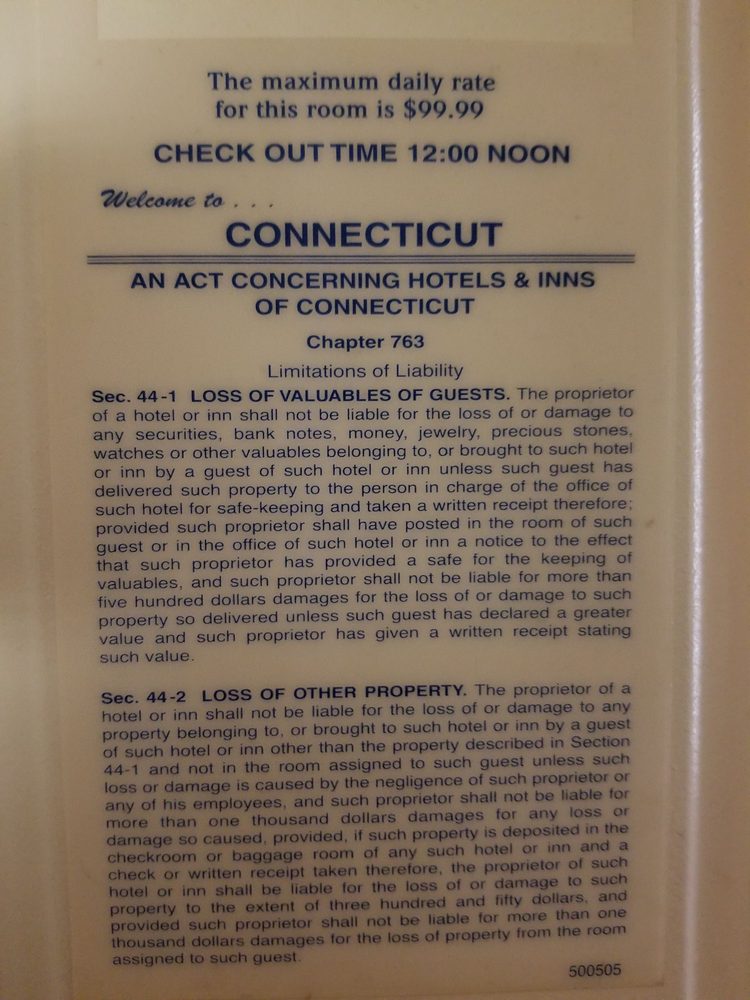 The maximum daily rate
for this room is $99.99
CHECK OUT TIME 12:00 NOON
Welcome to . . .
CONNECTICUT
AN ACT CONCERNING HOTELS & INNS
OF CONNECTICUT
Chapter 763
Limitations of Liability
Sec. 44-1 LOSS OF VALUABLES OF GUESTS. The proprietor
of a hotel or inn shall not be liable for the loss of or damage to
any securities, bank notes, money, jewelry, precious stones,
watches or other valuables belonging to, or brought to such hotel
or inn by a guest of such hotel or inn unless such guest has
delivered such property to the person in charge of the office of
such hotel for safe-keeping and taken a written receipt therefore;
provided such proprietor shall have posted in the room of such
guest or in the office of such hotel or inn a notice to the effect
that such proprietor has provided a safe for the keeping of
valuables, and such proprietor shall not be liable for more than
five hundred dollars damages for the loss of or damage to such
property so delivered unless such guest has declared a greater
value and such proprietor has given a written receipt stating
such value.
Sec. 44-2 LOSS OF OTHER PROPERTY. The proprietor of a
hotel or inn shall not be liable for the loss of or damage to any
property belonging to, or brought to such hotel or inn by a guest
of such hotel or inn other than the property described in Section
44-1 and not in the room assigned to such guest unless such
loss or damage is caused by the negligence of such proprietor or
any of his employees, and such proprietor shall not be liable for
more than one thousand dollars damages for any loss or
damage so caused, provided, if such property is deposited in the
checkroom or baggage room of any such hotel or inn and a
check or written receipt taken therefore, the proprietor of such
hotel or inn shall be liable for the loss of or damage to such
property to the extent of three hundred and fifty dollars, and
provided such proprietor shall not be liable for more than one
thousand dollars damages for the loss of property from the room
assigned to such guest.
500505